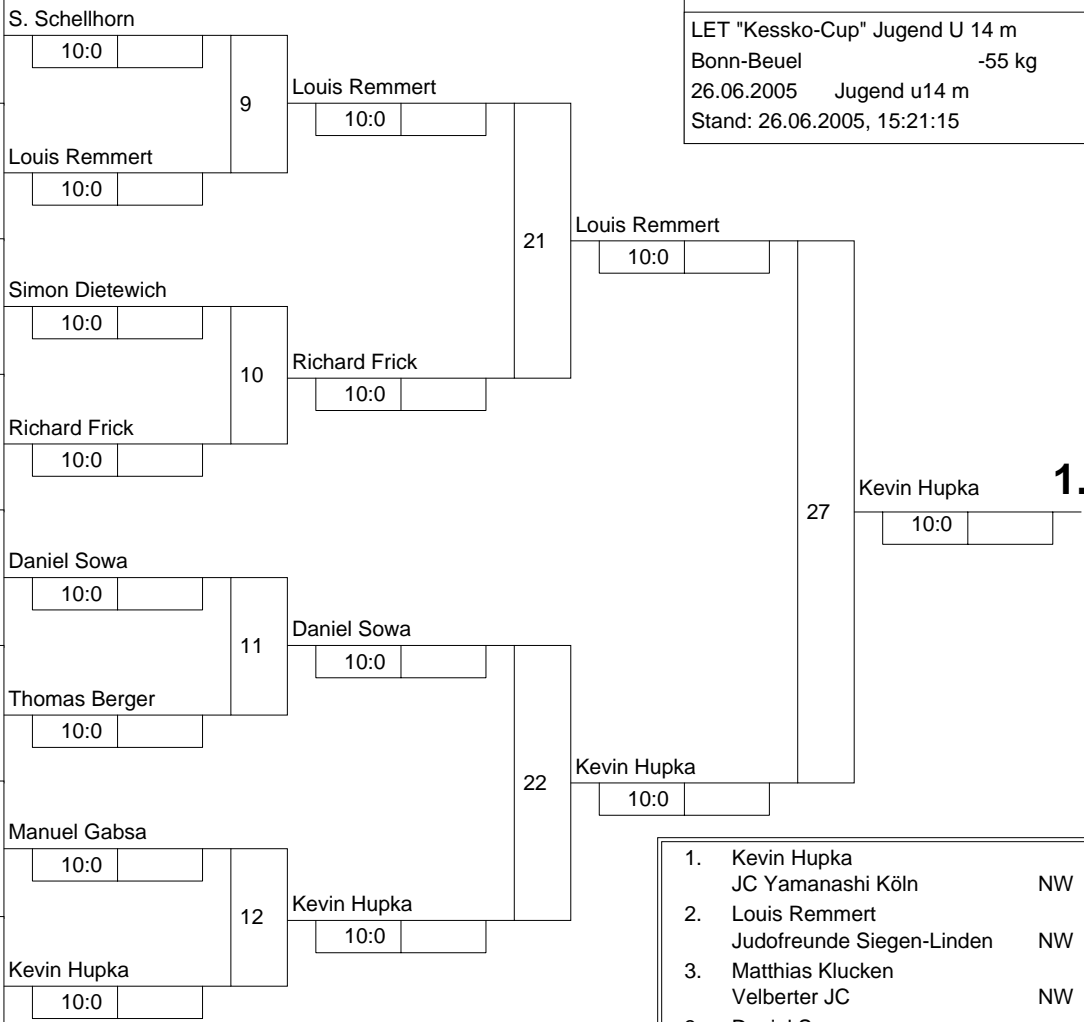 S. Schellhorn
10:0
9
Louis Remmert
10:0
Louis Remmert
10:0
21
Louis Remmert
10:0
Simon Dietewich
10:0
10
Richard Frick
10:0
Richard Frick
10:0
27
Kevin Hupka 1.
10:0
Daniel Sowa
10:0
11
Daniel Sowa
10:0
Thomas Berger
10:0
22
Kevin Hupka
10:0
Manuel Gabsa
10:0
12
Kevin Hupka
10:0
Kevin Hupka
10:0
LET "Kessko-Cup" Jugend U 14 m
Bonn-Beuel -55 kg
26.06.2005 Jugend u14 m
Stand: 26.06.2005, 15:21:15
1. Kevin Hupka
JC Yamanashi Köln NW
2. Louis Remmert
Judofreunde Siegen-Linden NW
3. Matthias Klucken
Velberter JC NW